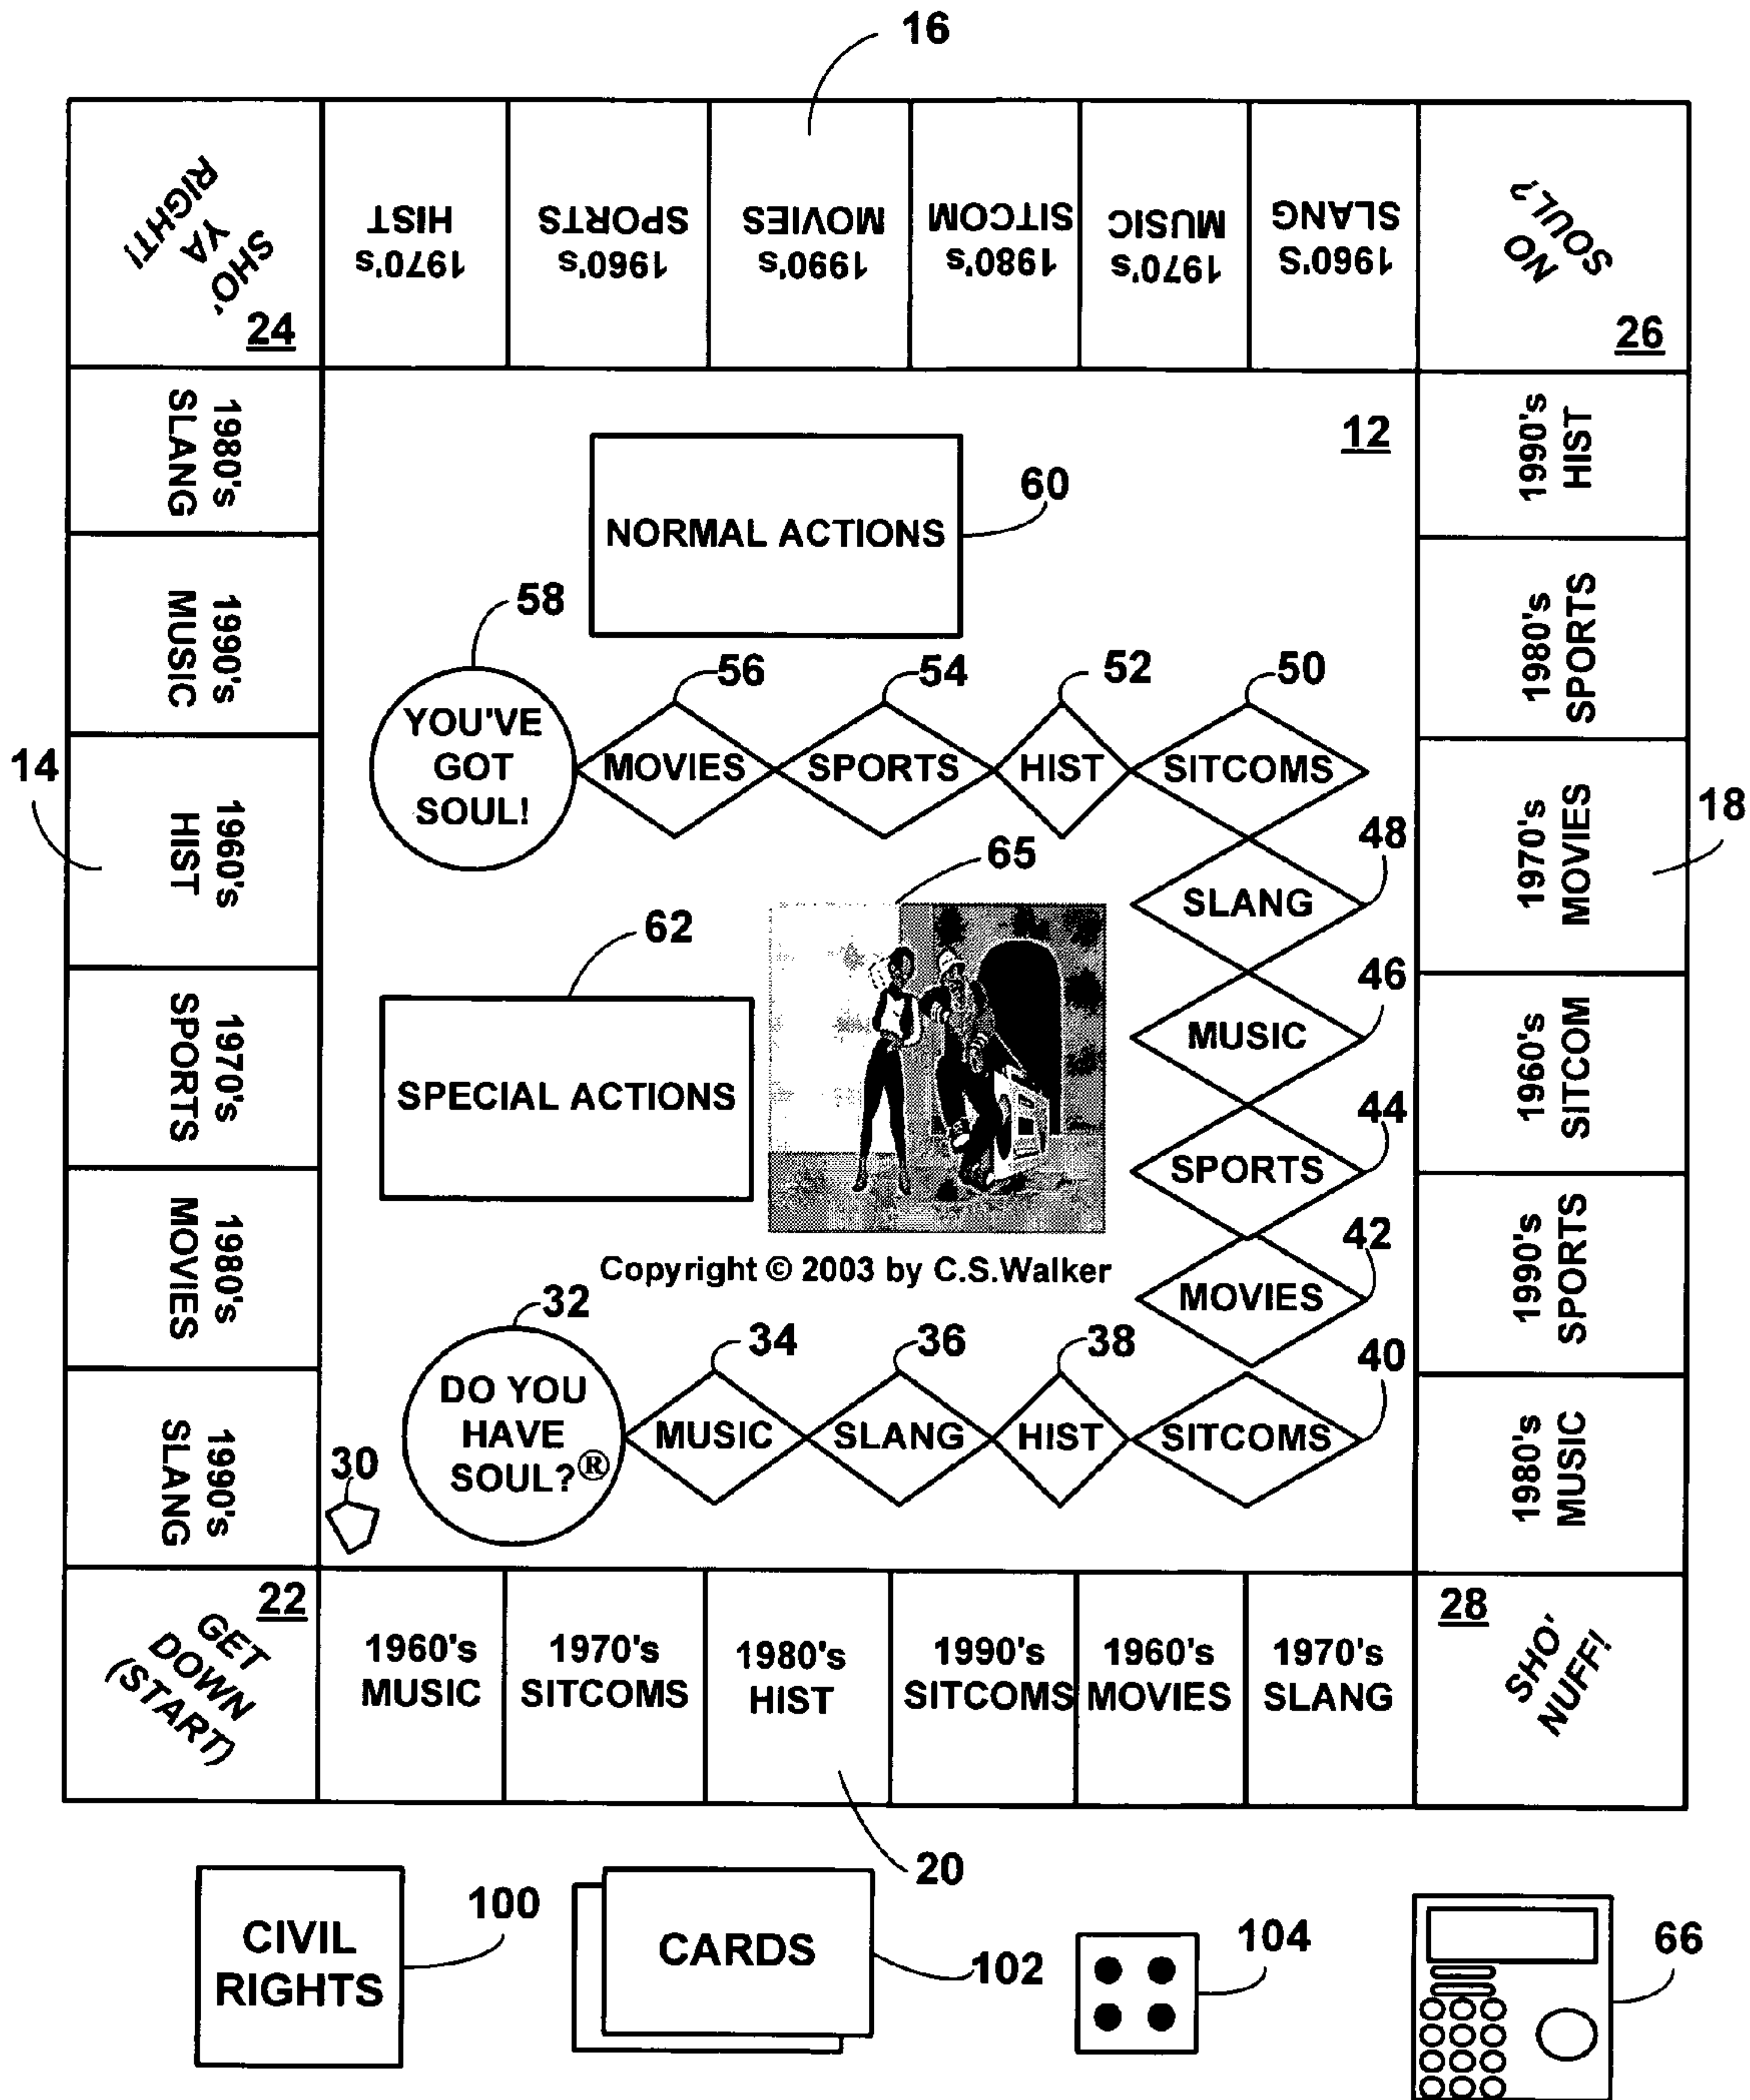 16
SHO'
YA
RIGHT!
24
1970's
HIST
1960's
SPORTS
1990's
MOVIES
1980's
SITCOM
1970's
MUSIC
1960'S
SLANG
NO
SOUL?
26
1980's
SLANG
1990's
MUSIC
14
1960's
HIST
1970's
SPORTS
1980's
MOVIES
1990's
SLANG
12
NORMAL ACTIONS
60
58
56
54
52
50
YOU'VE
GOT
SOUL!
MOVIES
SPORTS
HIST
SITCOMS
48
SLANG
65
62
SPECIAL ACTIONS
46
MUSIC
44
SPORTS
42
MOVIES
Copyright © 2003 by C.S.Walker
32
34
36
38
40
DO YOU
HAVE
SOUL?®
MUSIC
SLANG
HIST
SITCOMS
30
1990's
HIST
1980's
SPORTS
1970's
MOVIES
18
1960's
SITCOM
1990's
SPORTS
1980's
MUSIC
22
GET
DOWN
(START)
1960's
MUSIC
1970's
SITCOMS
1980's
HIST
1990's
SITCOMS
1960's
MOVIES
1970's
SLANG
28
SHO'
NUFF!
20
CIVIL
RIGHTS
100
CARDS
102
104
66